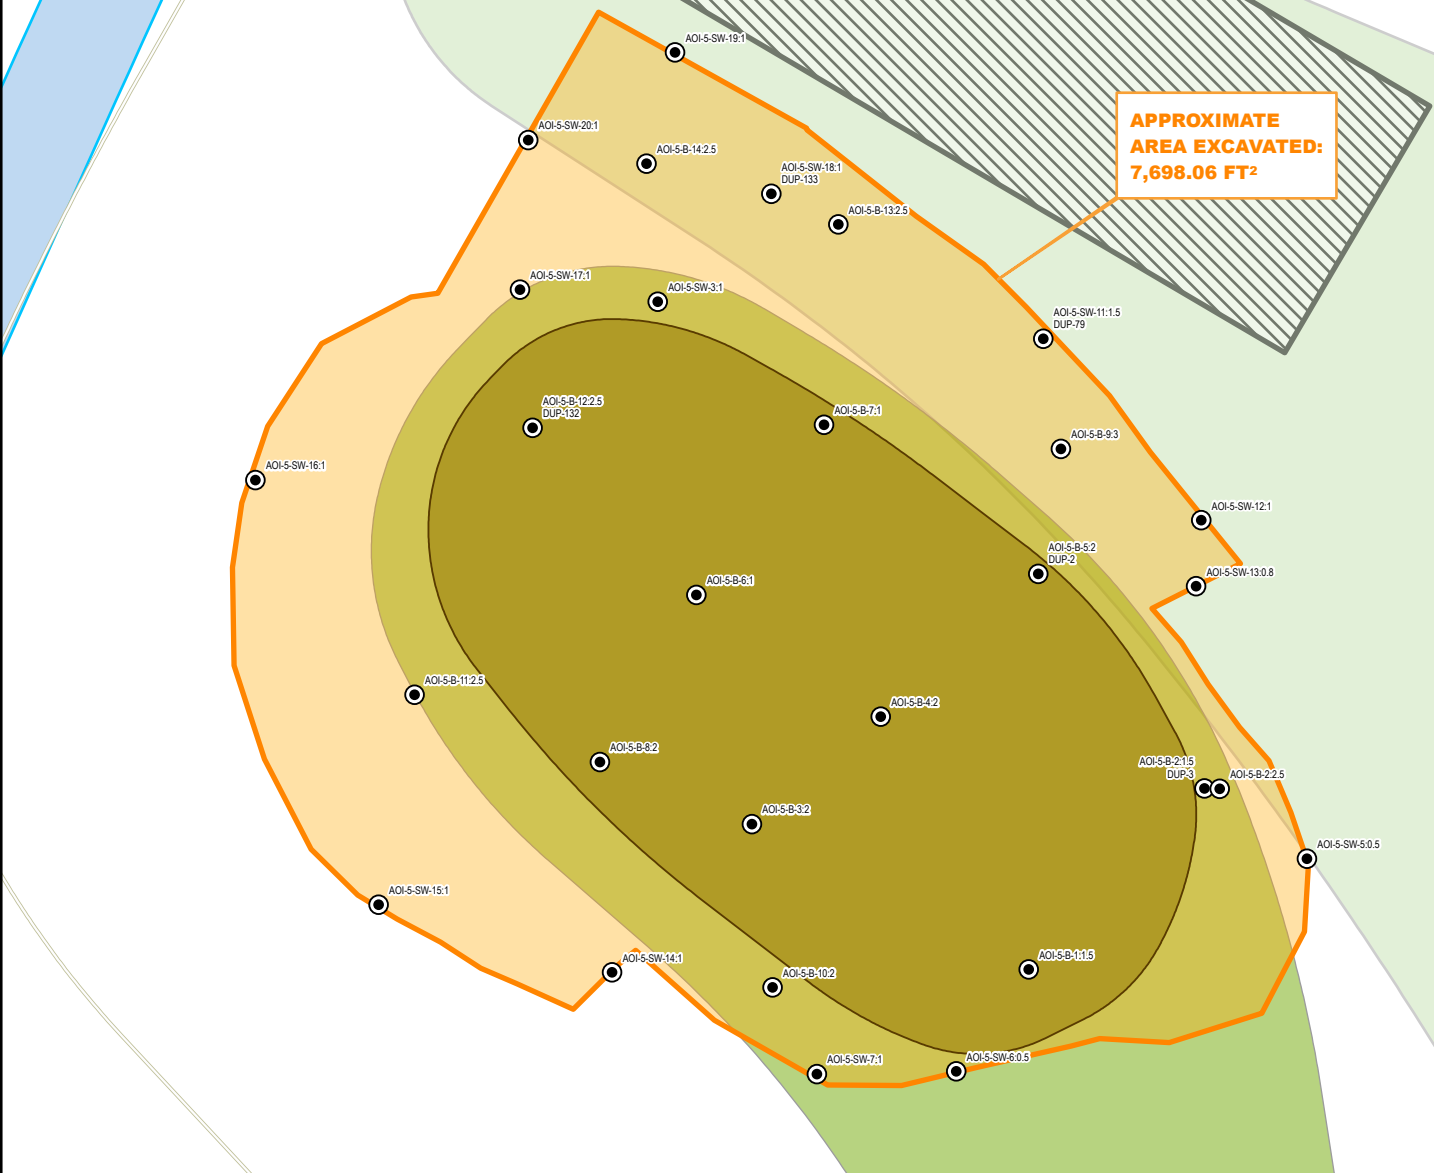 AOI-5-SW-19:1
APPROXIMATE
AREA EXCAVATED:
7,698.06 FT²
AOI-5-SW-20:1
AOI-5-B-14:2.5
AOI-5-SW-18:1
DUP-133
AOI-5-B-13:2.5
AOI-5-SW-17:1
AOI-5-SW-3:1
AOI-5-SW-11:1.5
DUP-79
AOI-5-B-12:2.5
DUP-132
AOI-5-B-7:1
AOI-5-B-9:3
AOI-5-SW-16:1
AOI-5-SW-12:1
AOI-5-B-5:2
DUP-2
AOI-5-SW-13:0.8
AOI-5-B-6:1
AOI-5-B-11:2.5
AOI-5-B-4:2
AOI-5-B-8:2
AOI-5-B-2:1.5
DUP-3
AOI-5-B-2:2.5
AOI-5-B-3:2
AOI-5-SW-5:0.5
AOI-5-SW-15:1
AOI-5-SW-14:1
AOI-5-B-10:2
AOI-5-B-1:1.5
AOI-5-SW-7:1
AOI-5-SW-6:0.5